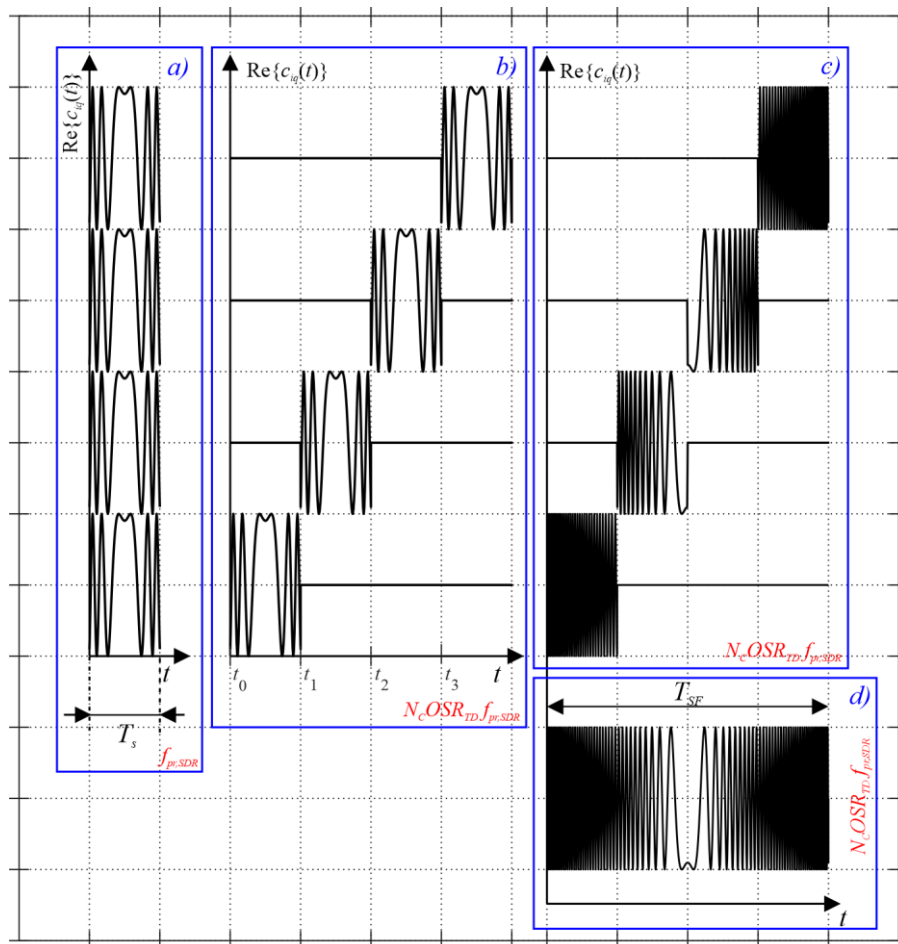 a)
Re{c_iq(t)}
t
T_s
f_pr,SDR
b)
Re{c_iq(t)}
t_0 t_1 t_2 t_3 t
N_C OSR_TD f_pr,SDR
c)
Re{c_iq(t)}
N_C OSR_TD f_pr,SDR
d)
T_SF
N_C OSR_TD f_pr,SDR
t